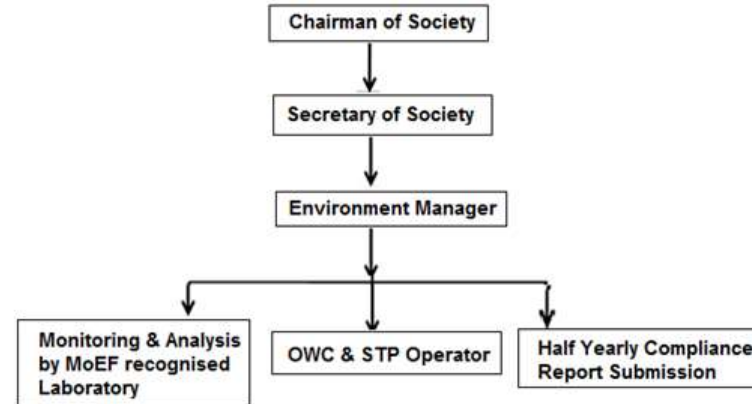 Chairman of Society
Secretary of Society
Environment Manager
Monitoring & Analysis
by MoEF recognised
Laboratory
OWC & STP Operator
Half Yearly Compliance
Report Submission